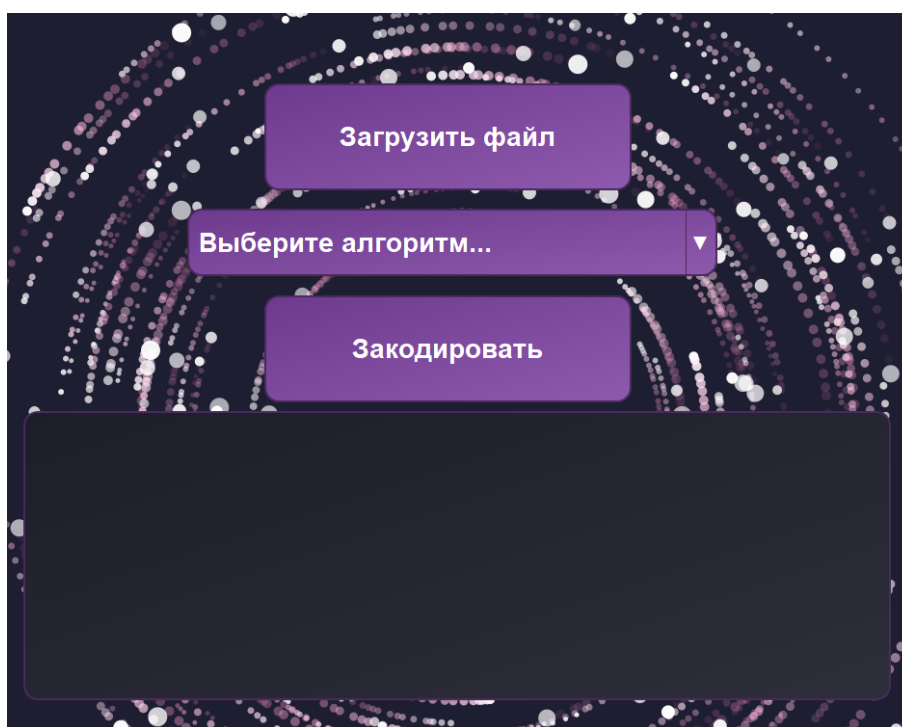 Загрузить файл
Выберите алгоритм...
Закодировать